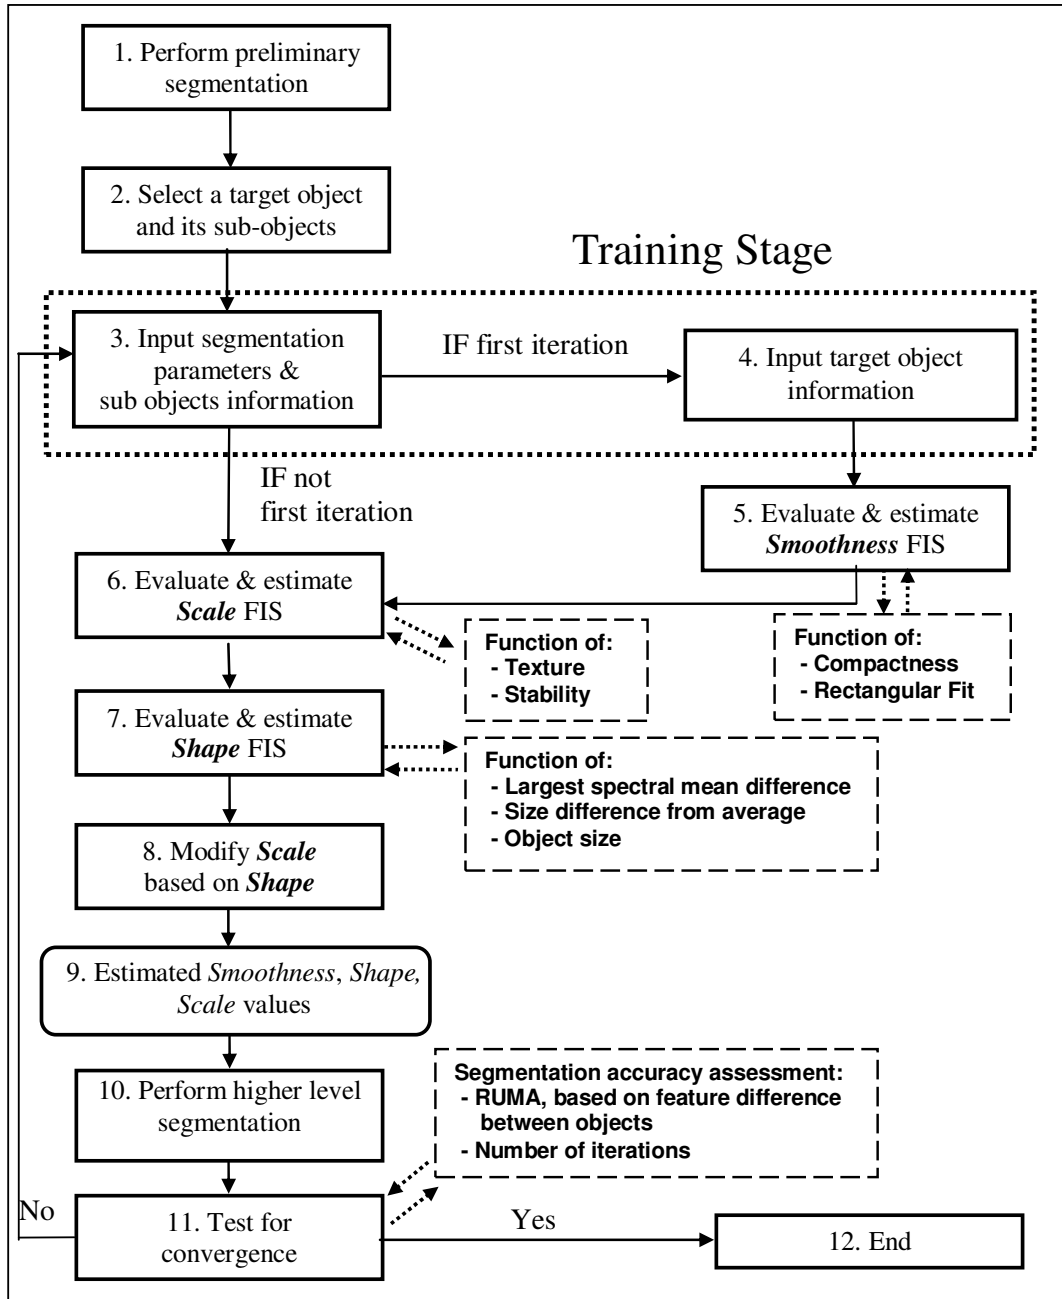 1. Perform preliminary
segmentation
2. Select a target object
and its sub-objects
Training Stage
3. Input segmentation
parameters &
sub objects information
IF first iteration
4. Input target object
information
IF not
first iteration
5. Evaluate & estimate
Smoothness FIS
6. Evaluate & estimate
Scale FIS
Function of:
- Texture
- Stability
Function of:
- Compactness
- Rectangular Fit
7. Evaluate & estimate
Shape FIS
Function of:
- Largest spectral mean difference
- Size difference from average
- Object size
8. Modify Scale
based on Shape
9. Estimated Smoothness, Shape,
Scale values
10. Perform higher level
segmentation
Segmentation accuracy assessment:
- RUMA, based on feature difference
between objects
- Number of iterations
No
11. Test for
convergence
Yes
12. End